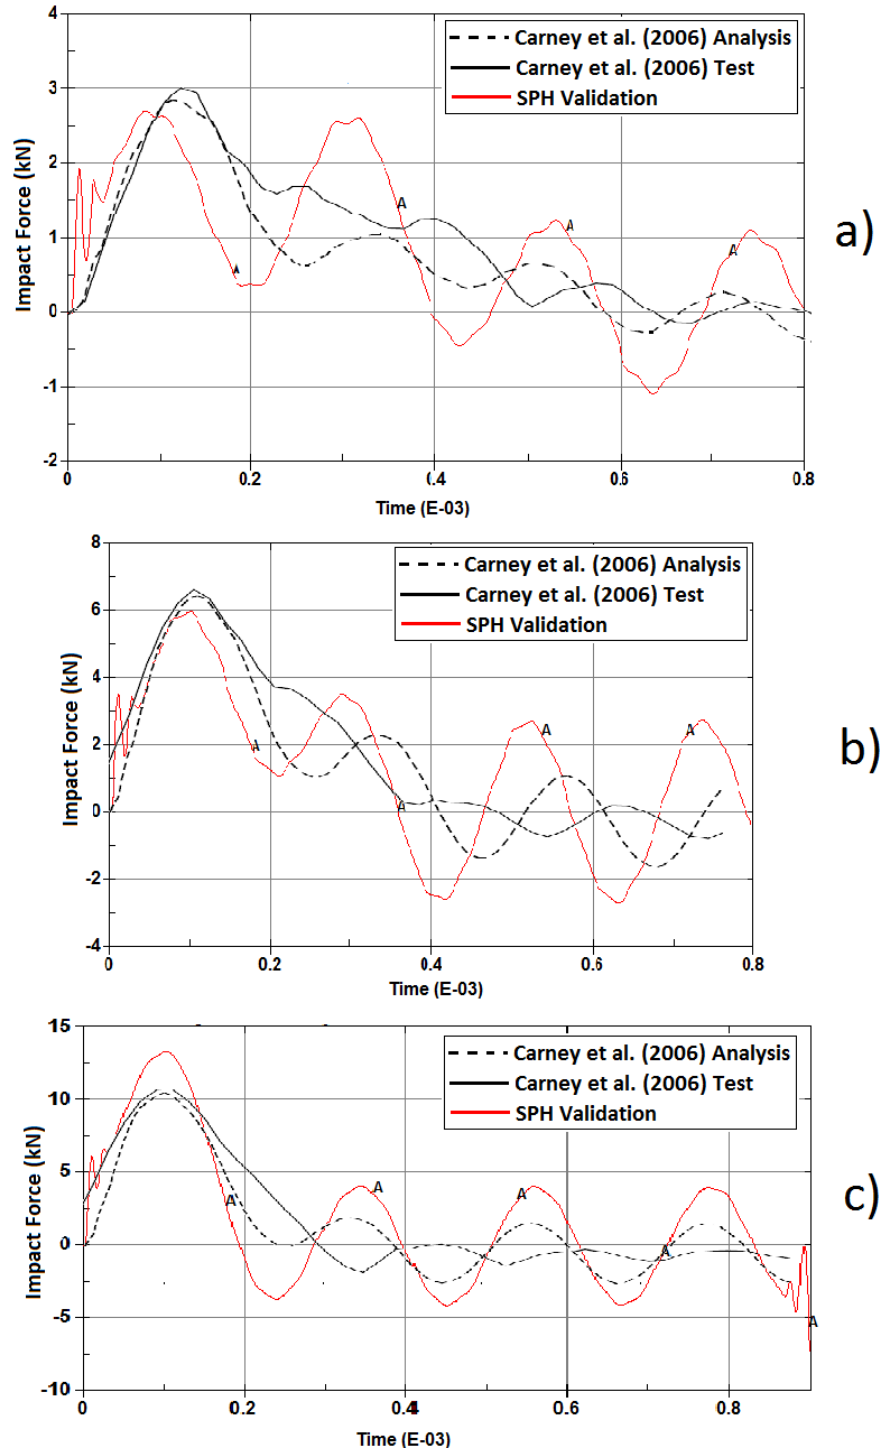 4
3
2
1
0
-1
-2
Impact Force (kN)
Carney et al. (2006) Analysis
Carney et al. (2006) Test
SPH Validation
A
A
A
A
0
0.2
0.4
0.6
0.8
Time (E-03)
a)
8
6
4
2
0
-2
-4
Impact Force (kN)
Carney et al. (2006) Analysis
Carney et al. (2006) Test
SPH Validation
A
A
A
A
0
0.2
0.4
0.6
0.8
Time (E-03)
b)
15
10
5
0
-5
-10
Impact Force (kN)
Carney et al. (2006) Analysis
Carney et al. (2006) Test
SPH Validation
A
A
A
A
A
0
0.2
0.4
0.6
0.8
Time (E-03)
c)